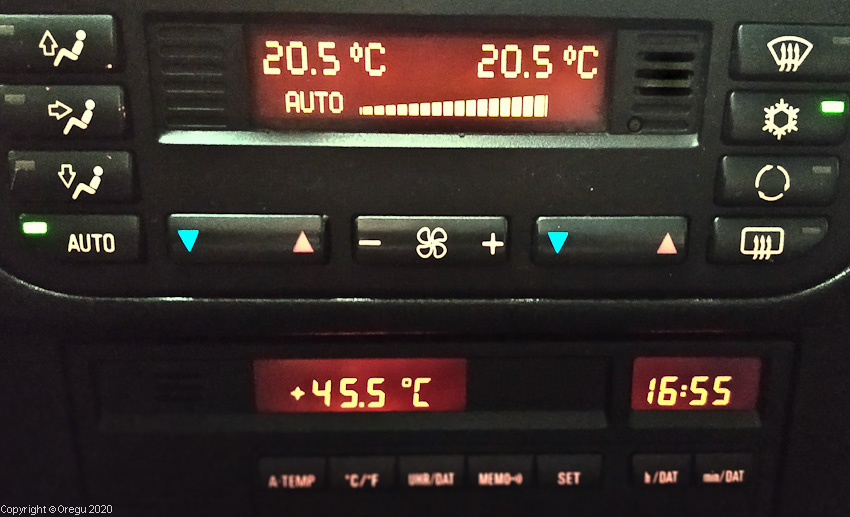 20.5 °C 20.5 °C
AUTO
AUTO
- +
+45.5 °C 16:55
A-TEMP °C/°F UHR/DAT MEMO SET h/DAT min/DAT
Copyright © Oregu 2020